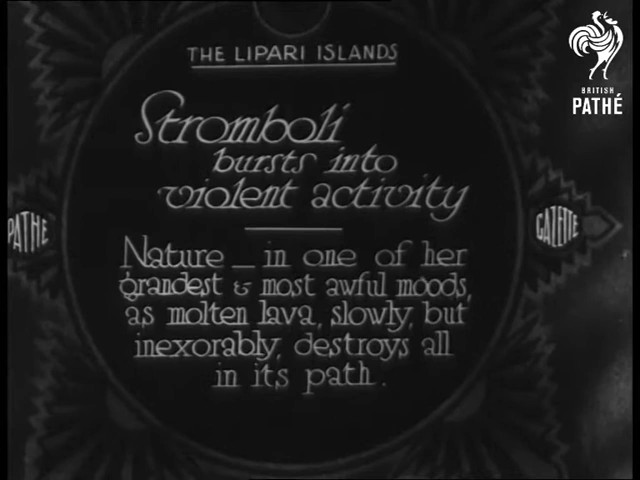 THE LIPARI ISLANDS
Stromboli
bursts into
violent activity
Nature – in one of her
grandest & most awful moods,
as molten lava, slowly, but
inexorably, destroys all
in its path.
PATHE
GAZETTE
BRITISH
PATHÉ